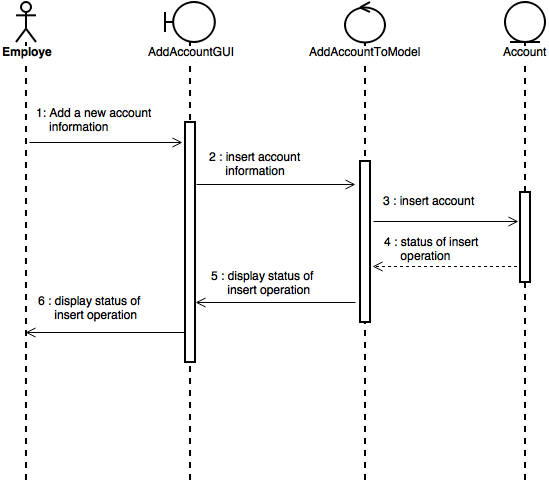 Employe
AddAccountGUI
AddAccountToModel
Account
1: Add a new account
information
2 : insert account
information
3 : insert account
4 : status of insert
operation
5 : display status of
insert operation
6 : display status of
insert operation